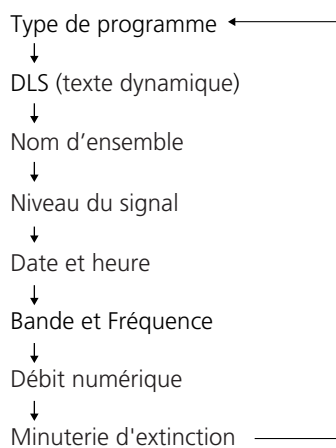 Type de programme
DLS (texte dynamique)
Nom d’ensemble
Niveau du signal
Date et heure
Bande et Fréquence
Débit numérique
Minuterie d'extinction